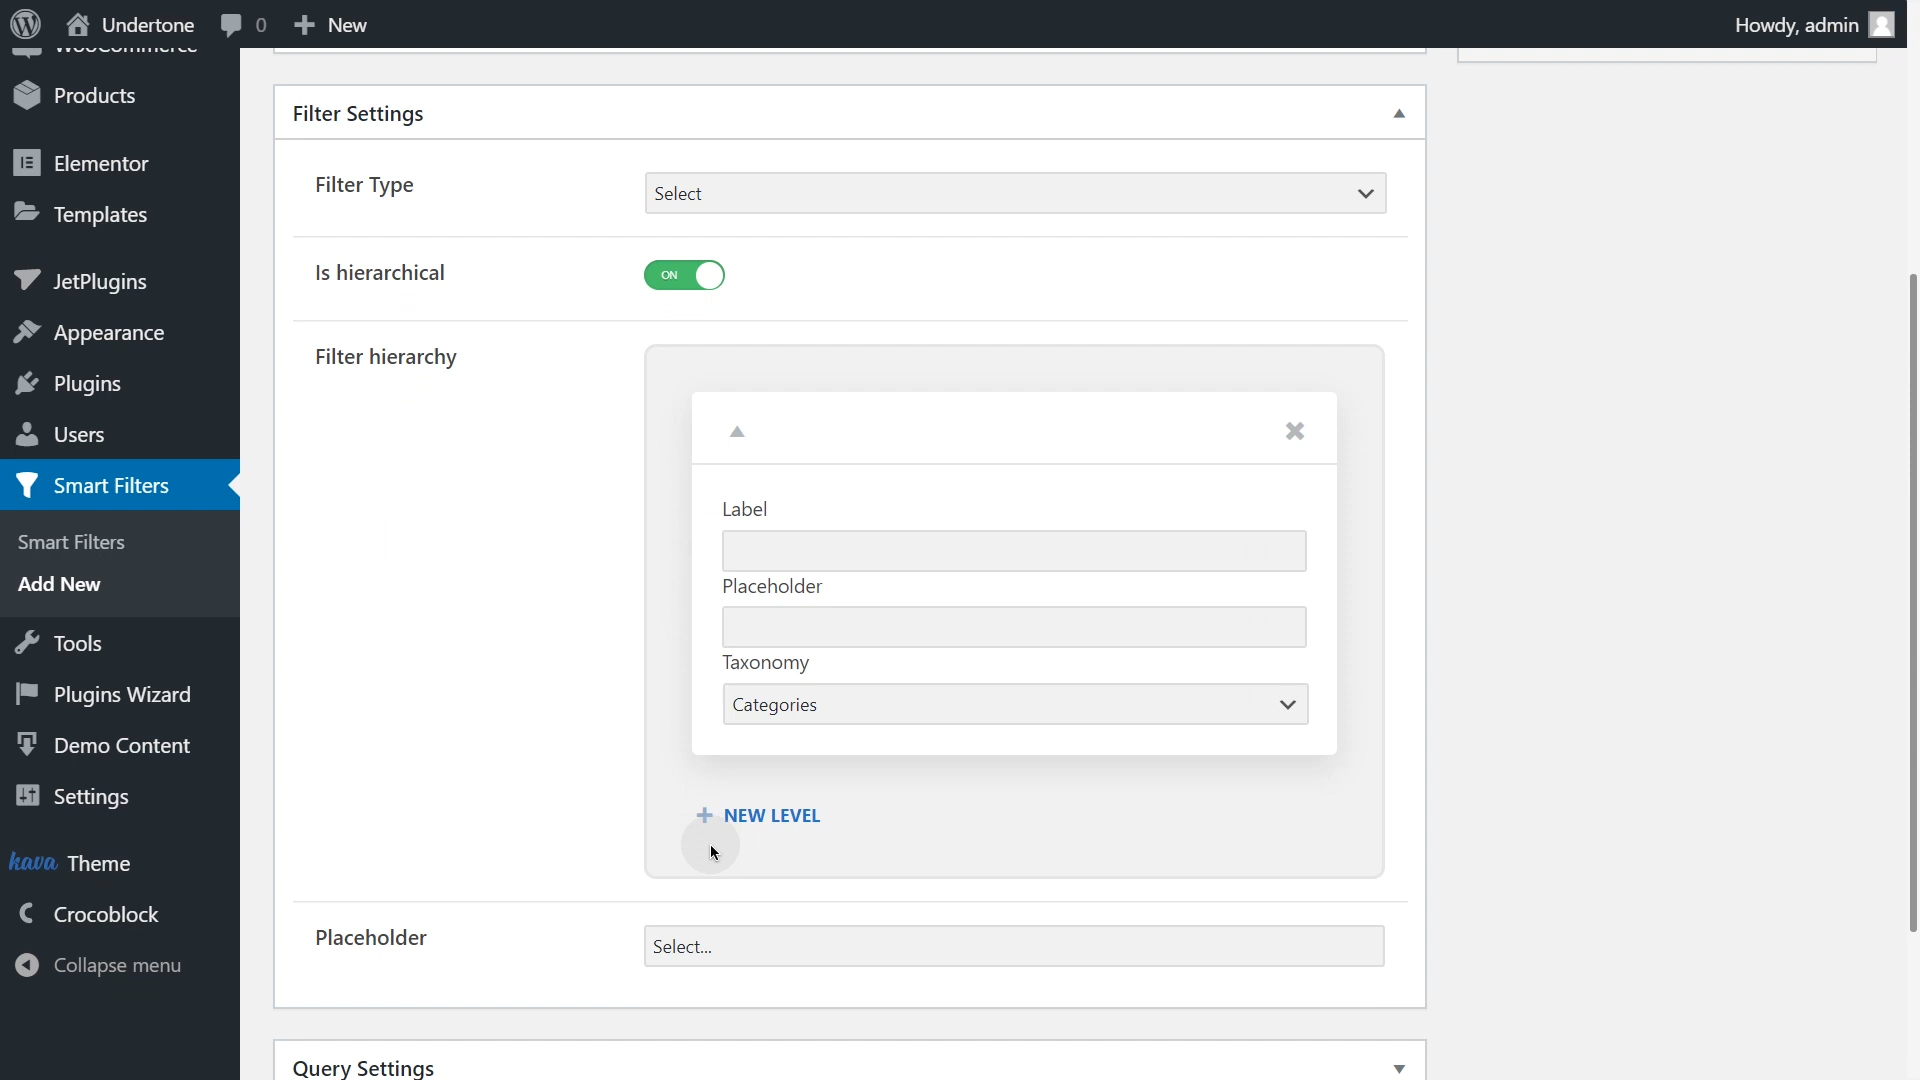 Undertone
0
New
Howdy, admin
WooCommerce
Products
Elementor
Templates
JetPlugins
Appearance
Plugins
Users
Smart Filters
Smart Filters
Add New
Tools
Plugins Wizard
Demo Content
Settings
kava Theme
Crocoblock
Collapse menu
Filter Settings
Filter Type
Select
Is hierarchical
ON
Filter hierarchy
Label
Placeholder
Taxonomy
Categories
NEW LEVEL
Placeholder
Select...
Query Settings